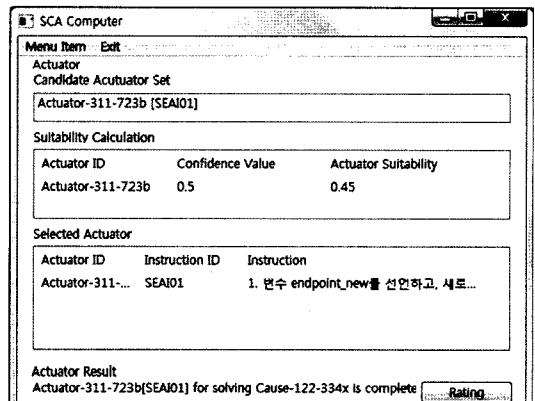 SCA Computer
Menu Item Exit
Actuator
Candidate Acutuator Set
Actuator-311-723b [SEAI01]
Suitability Calculation
Actuator ID Confidence Value Actuator Suitability
Actuator-311-723b 0.5 0.45
Selected Actuator
Actuator ID Instruction ID Instruction
Actuator-311-... SEAI01 1. 변수 endpoint_new를 선언하고, 새로...
Actuator Result
Actuator-311-723b[SEAI01] for solving Cause-122-334x is complete Rating